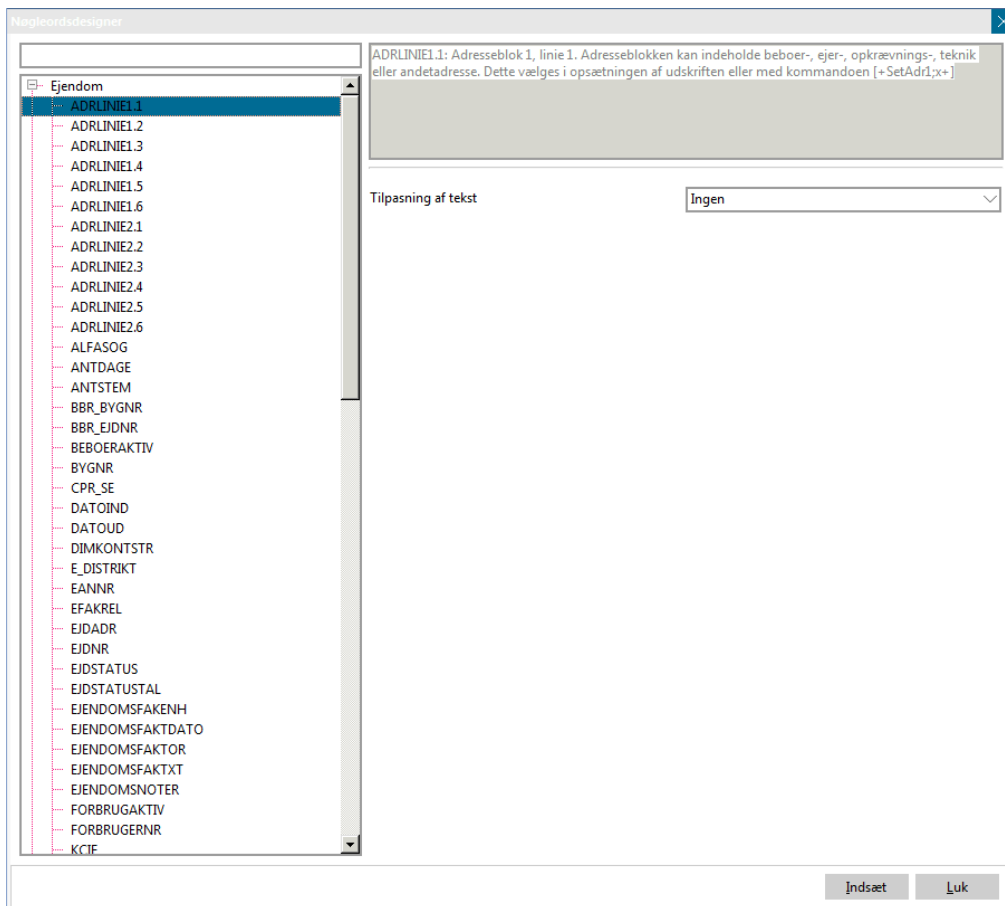 Nøgleordsdesigner
ADRLINIE1.1: Adresseblok 1, linie 1. Adresseblokken kan indeholde beboer-, ejer-, opkrævnings-, teknik
eller andetadresse. Dette vælges i opsætningen af udskriften eller med kommandoen [+SetAdr1;x+]
Tilpasning af tekst
Ingen
Ejendom
ADRLINIE1.1
ADRLINIE1.2
ADRLINIE1.3
ADRLINIE1.4
ADRLINIE1.5
ADRLINIE1.6
ADRLINIE2.1
ADRLINIE2.2
ADRLINIE2.3
ADRLINIE2.4
ADRLINIE2.5
ADRLINIE2.6
ALFASOG
ANTDAGE
ANTSTEM
BBR_BYGNR
BBR_EJDNR
BEBOERAKTIV
BYGNR
CPR_SE
DATOIND
DATOUD
DIMKONTSTR
E_DISTRIKT
EANNR
EFAKREL
EJDADR
EJDNR
EJDSTATUS
EJDSTATUSTAL
EJENDOMSFAKENH
EJENDOMSFAKTDATO
EJENDOMSFAKTOR
EJENDOMSFAKTXT
EJENDOMSNOTER
FORBRUGAKTIV
FORBRUGERNR
Indsæt
Luk